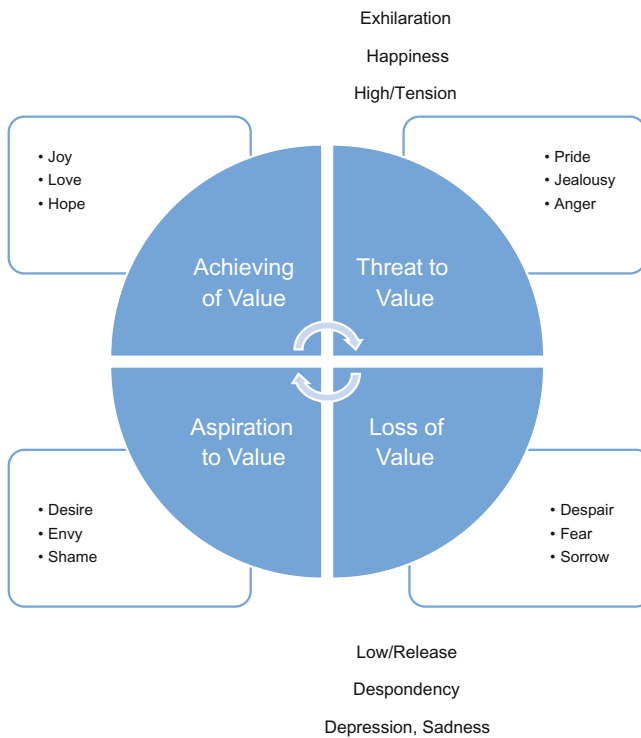 Exhilaration
Happiness
High/Tension
• Joy
• Love
• Hope
• Pride
• Jealousy
• Anger
Achieving
of Value
Threat to
Value
Aspiration
to Value
Loss of
Value
• Desire
• Envy
• Shame
• Despair
• Fear
• Sorrow
Low/Release
Despondency
Depression, Sadness